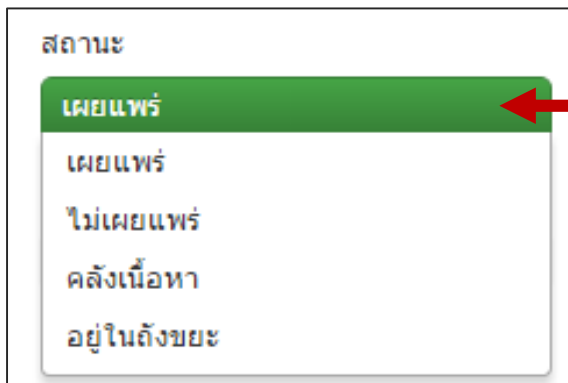 สถานะ
เผยแพร่
เผยแพร่
ไม่เผยแพร่
คลังเนื้อหา
อยู่ในถังขยะ